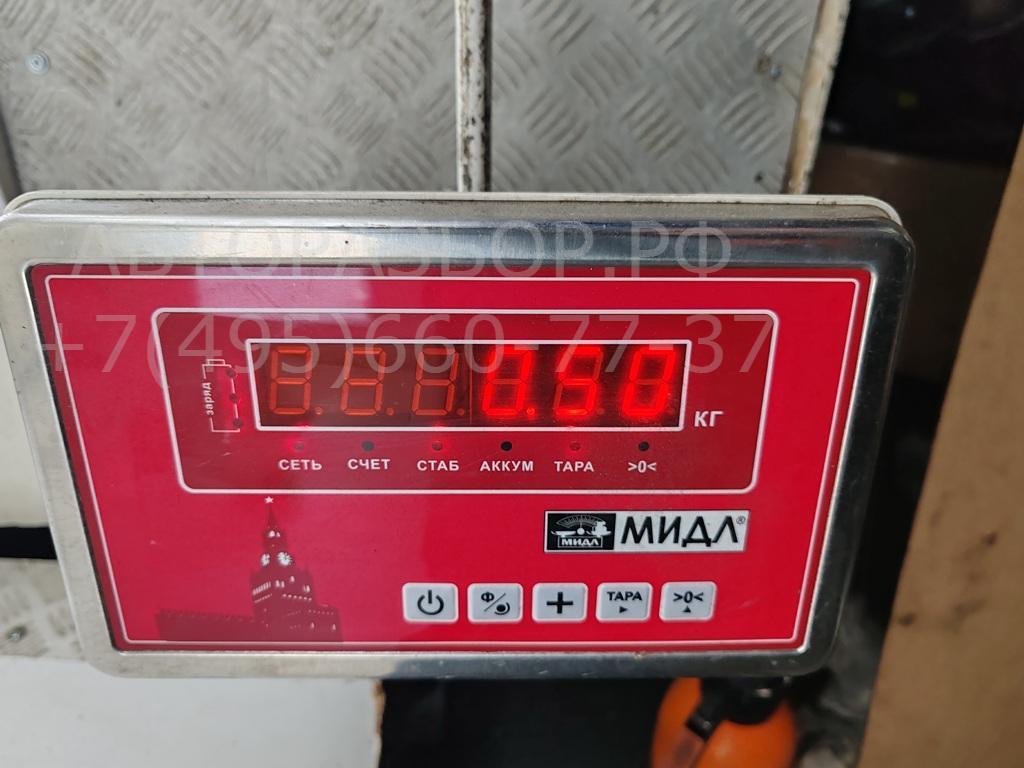 АВТОРАЗБОР.РФ
+7(495)660-77-37
заряд
0.50 КГ
СЕТЬ СЧЕТ СТАБ АККУМ ТАРА >0<
МИДЛ МИДЛ®
Ф ТАРА >0<